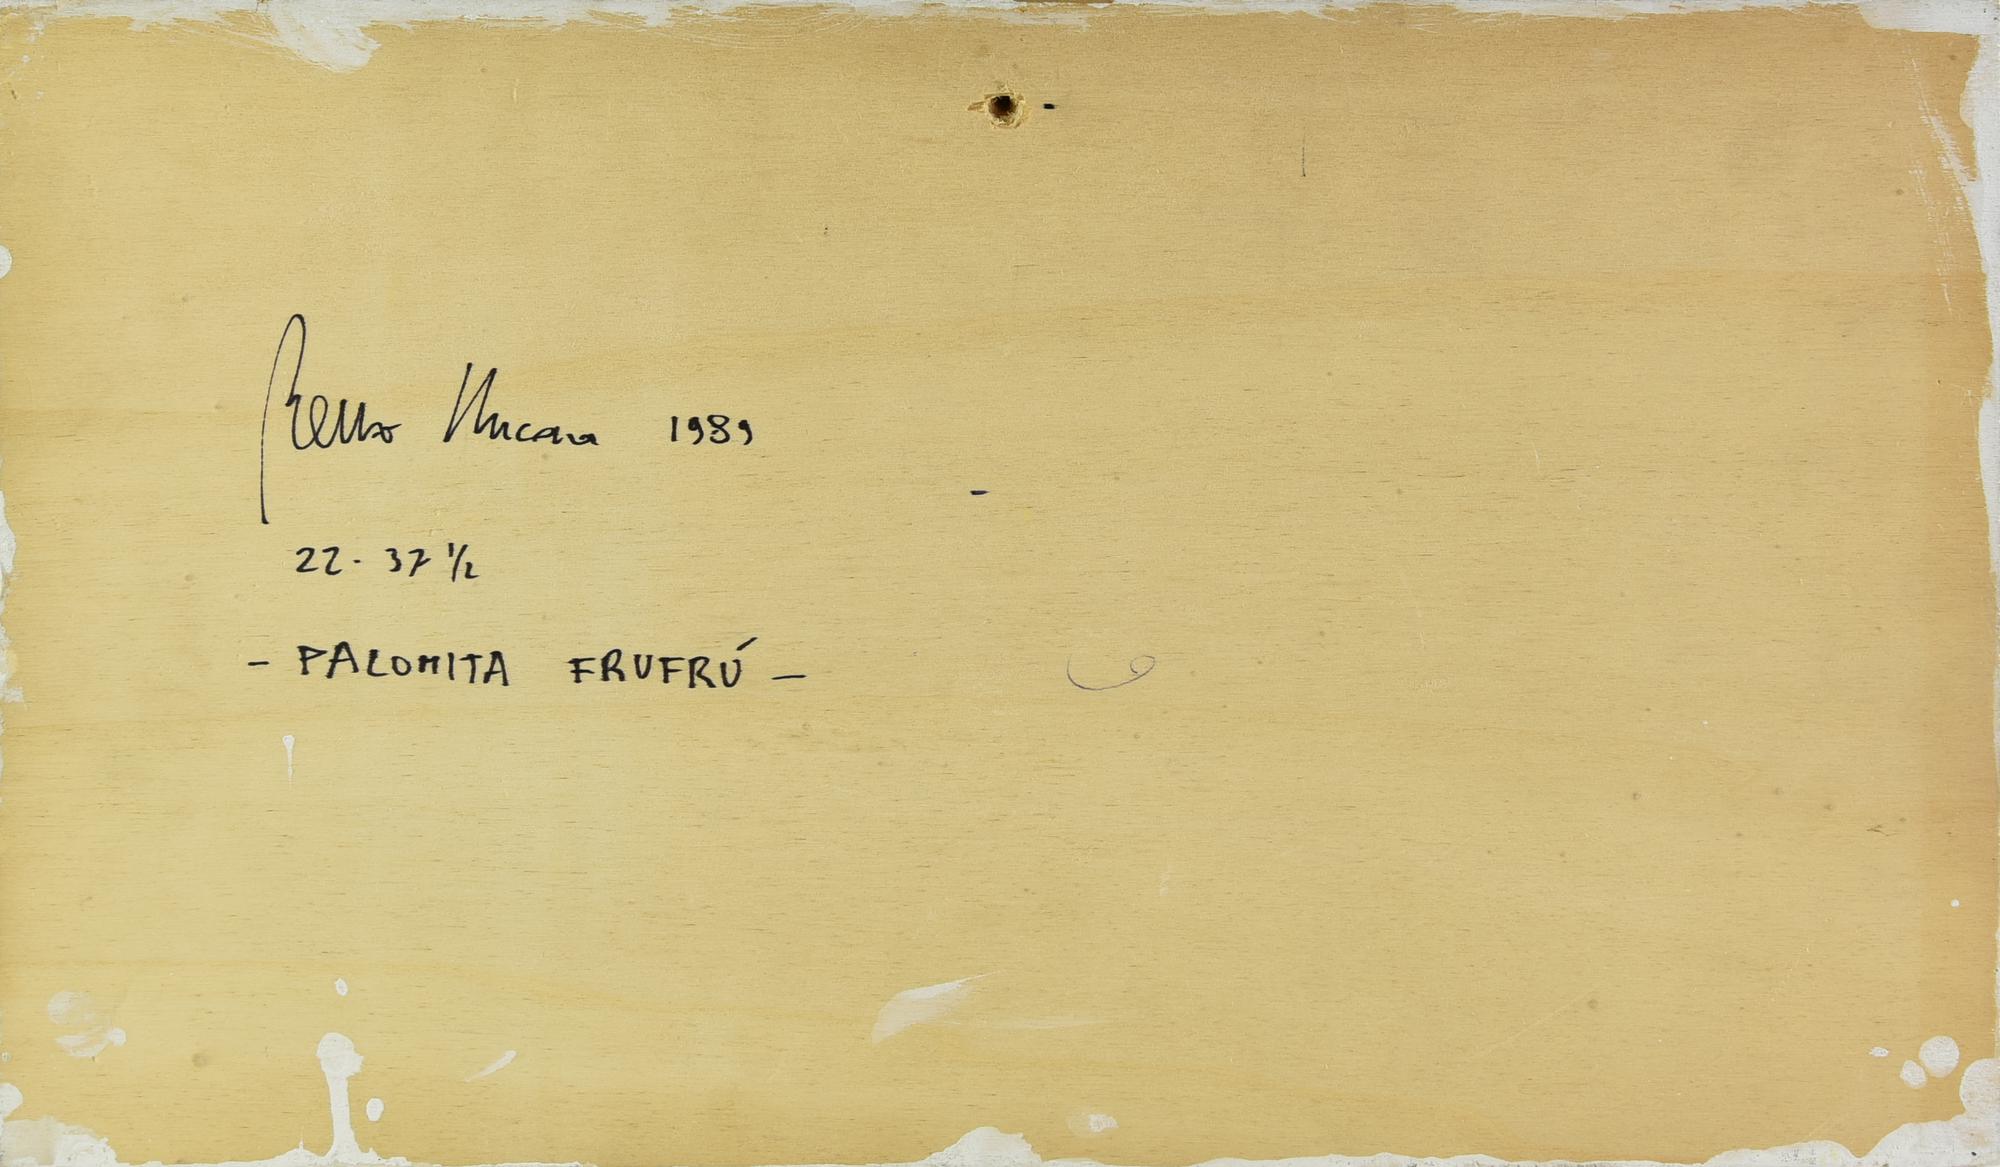 1989
22 - 37 1/2
- PALOMITA FRUFRÚ -